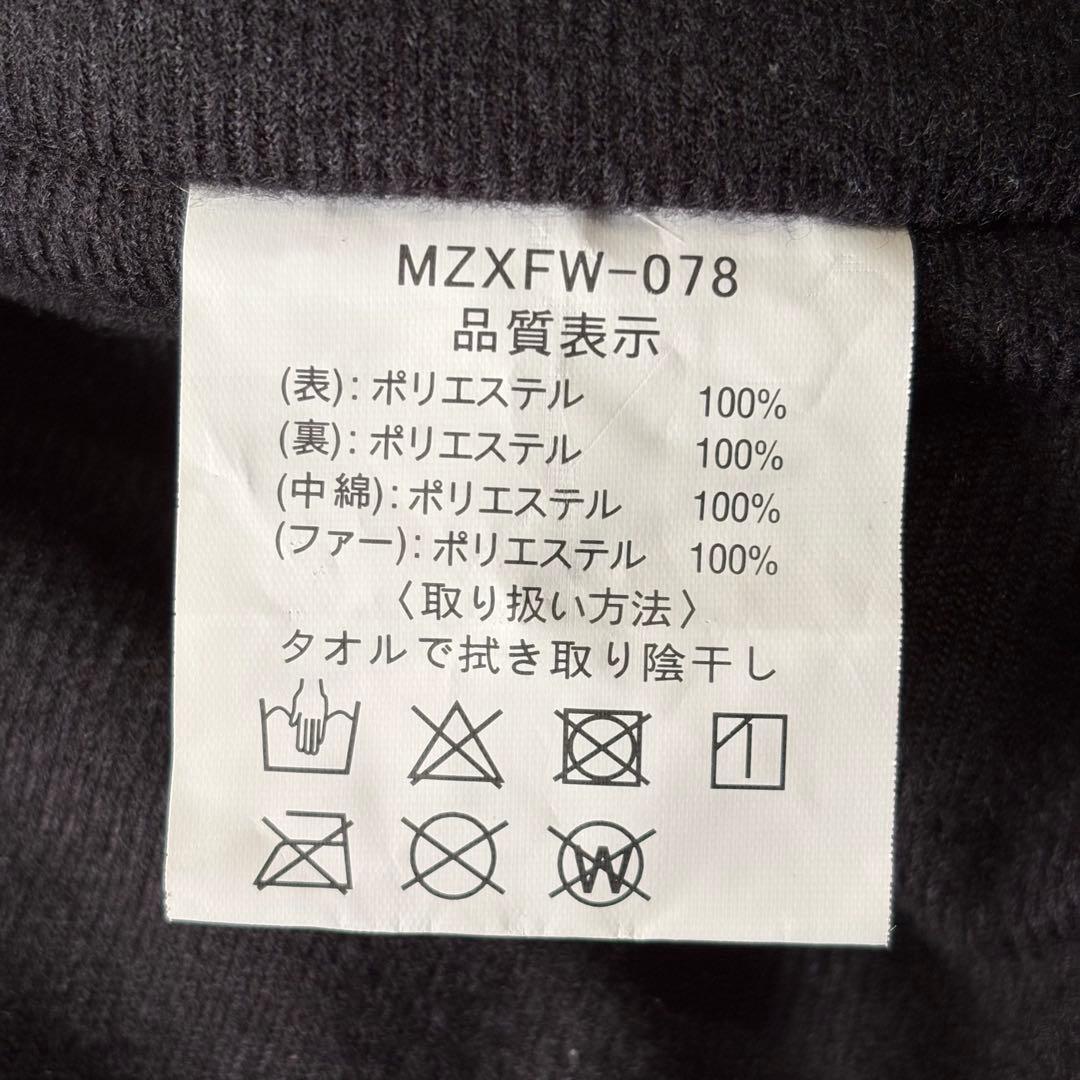 MZXFW-078
品質表示
(表):ポリエステル 100%
(裏):ポリエステル 100%
(中綿):ポリエステル 100%
(ファー):ポリエステル 100%
〈取り扱い方法〉
タオルで拭き取り陰干し
W